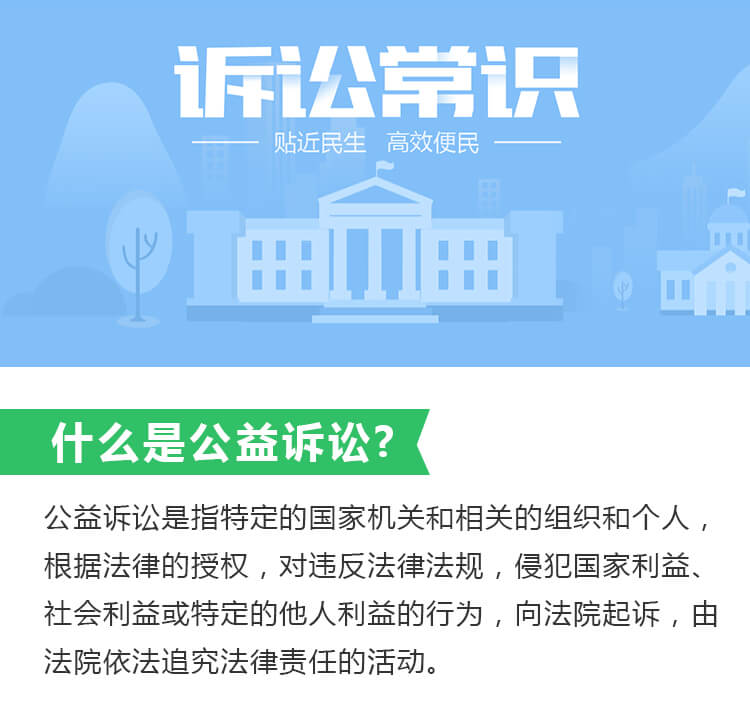 诉讼常识
贴近民生 高效便民
什么是公益诉讼?
公益诉讼是指特定的国家机关和相关的组织和个人，
根据法律的授权，对违反法律法规，侵犯国家利益、
社会利益或特定的他人利益的行为，向法院起诉，由
法院依法追究法律责任的活动。